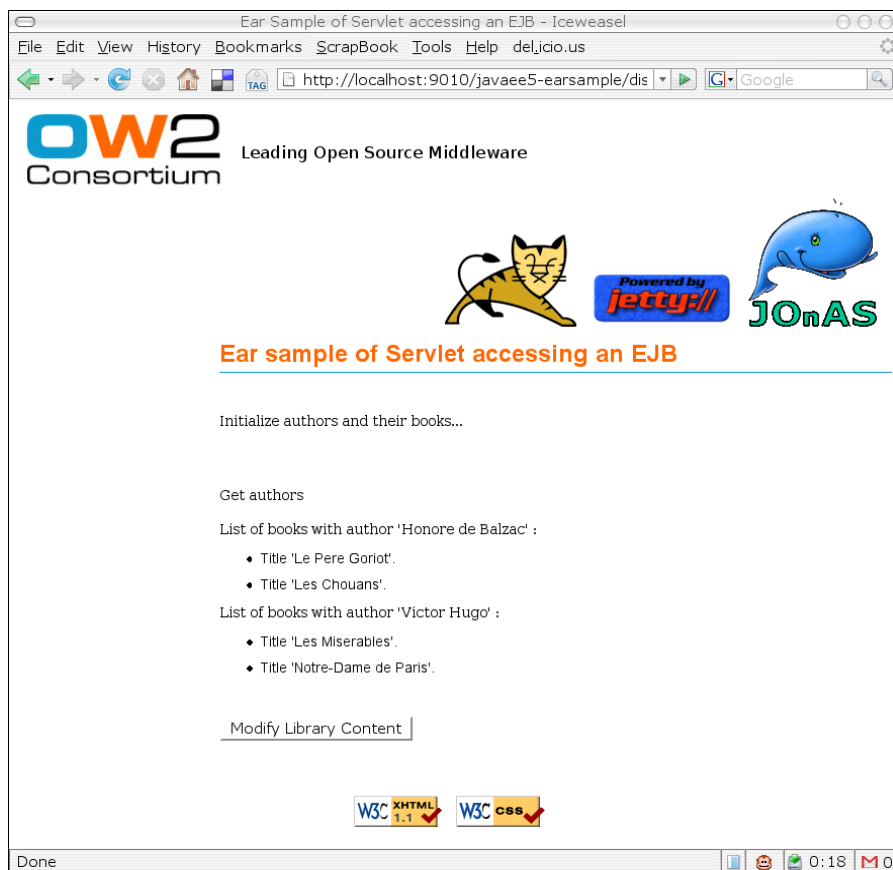 Ear Sample of Servlet accessing an EJB - Iceweasel
File Edit View History Bookmarks ScrapBook Tools Help del.icio.us
TAG http://localhost:9010/javaee5-earsample/dis G Google
OW2
Consortium
Leading Open Source Middleware
Powered by
jetty://
JOnAS
Ear sample of Servlet accessing an EJB
Initialize authors and their books...
Get authors
List of books with author 'Honore de Balzac' :
Title 'Le Pere Goriot'.
Title 'Les Chouans'.
List of books with author 'Victor Hugo' :
Title 'Les Miserables'.
Title 'Notre-Dame de Paris'.
Modify Library Content
W3C XHTML 1.1 W3C css
Done 0:18 M 0